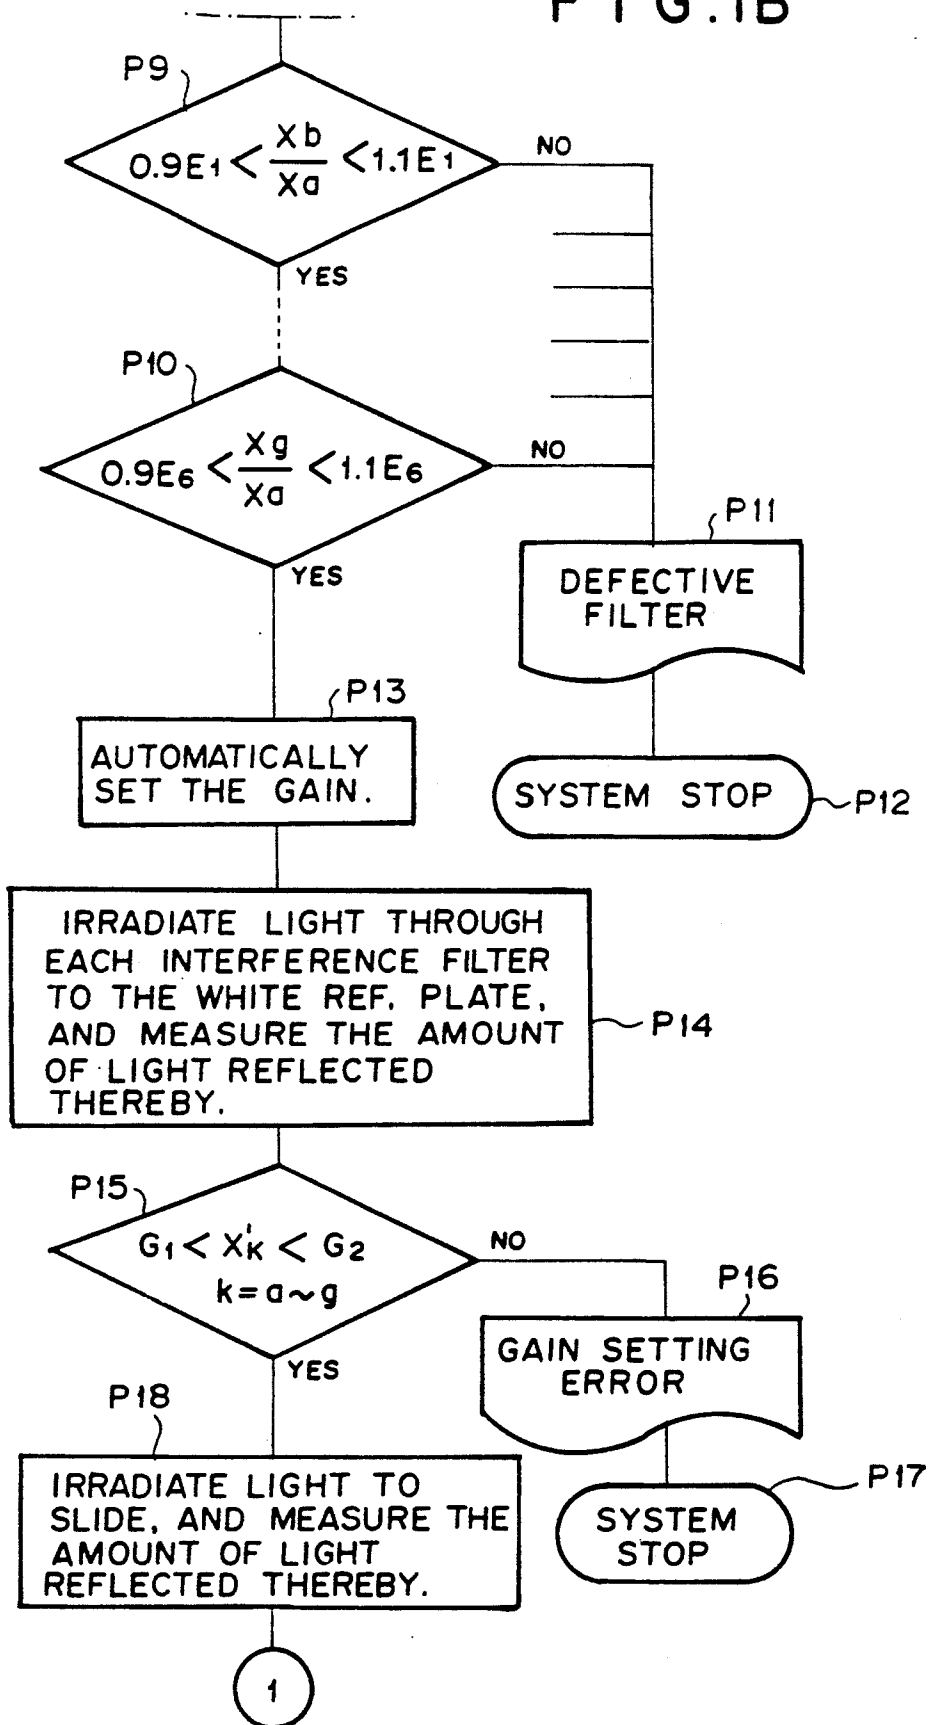 FIG.1B
P9
0.9E1 < Xb/Xa < 1.1E1
NO
YES
P10
0.9E6 < Xg/Xa < 1.1E6
NO
YES
P11
DEFECTIVE
FILTER
P13
AUTOMATICALLY
SET THE GAIN.
SYSTEM STOP
P12
IRRADIATE LIGHT THROUGH
EACH INTERFERENCE FILTER
TO THE WHITE REF. PLATE,
AND MEASURE THE AMOUNT
OF LIGHT REFLECTED
THEREBY.
P14
P15
G1 < X'K < G2
k=a~g
NO
YES
P16
GAIN SETTING
ERROR
P17
SYSTEM
STOP
P18
IRRADIATE LIGHT TO
SLIDE, AND MEASURE THE
AMOUNT OF LIGHT
REFLECTED THEREBY.
1